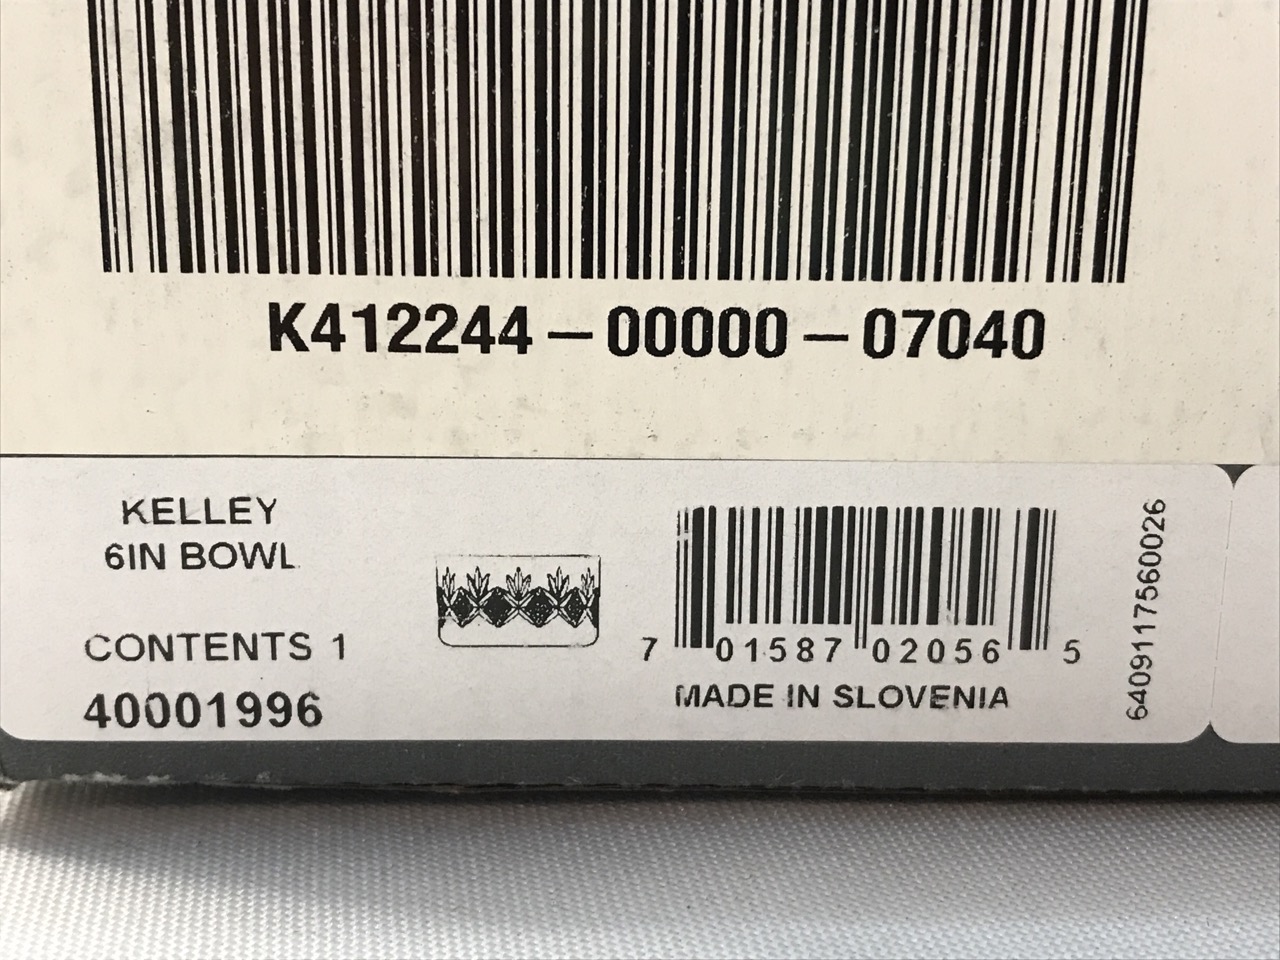 K412244-00000-07040
KELLEY
6IN BOWL
CONTENTS 1
40001996
7 01587 02056 5
MADE IN SLOVENIA
6409117560026